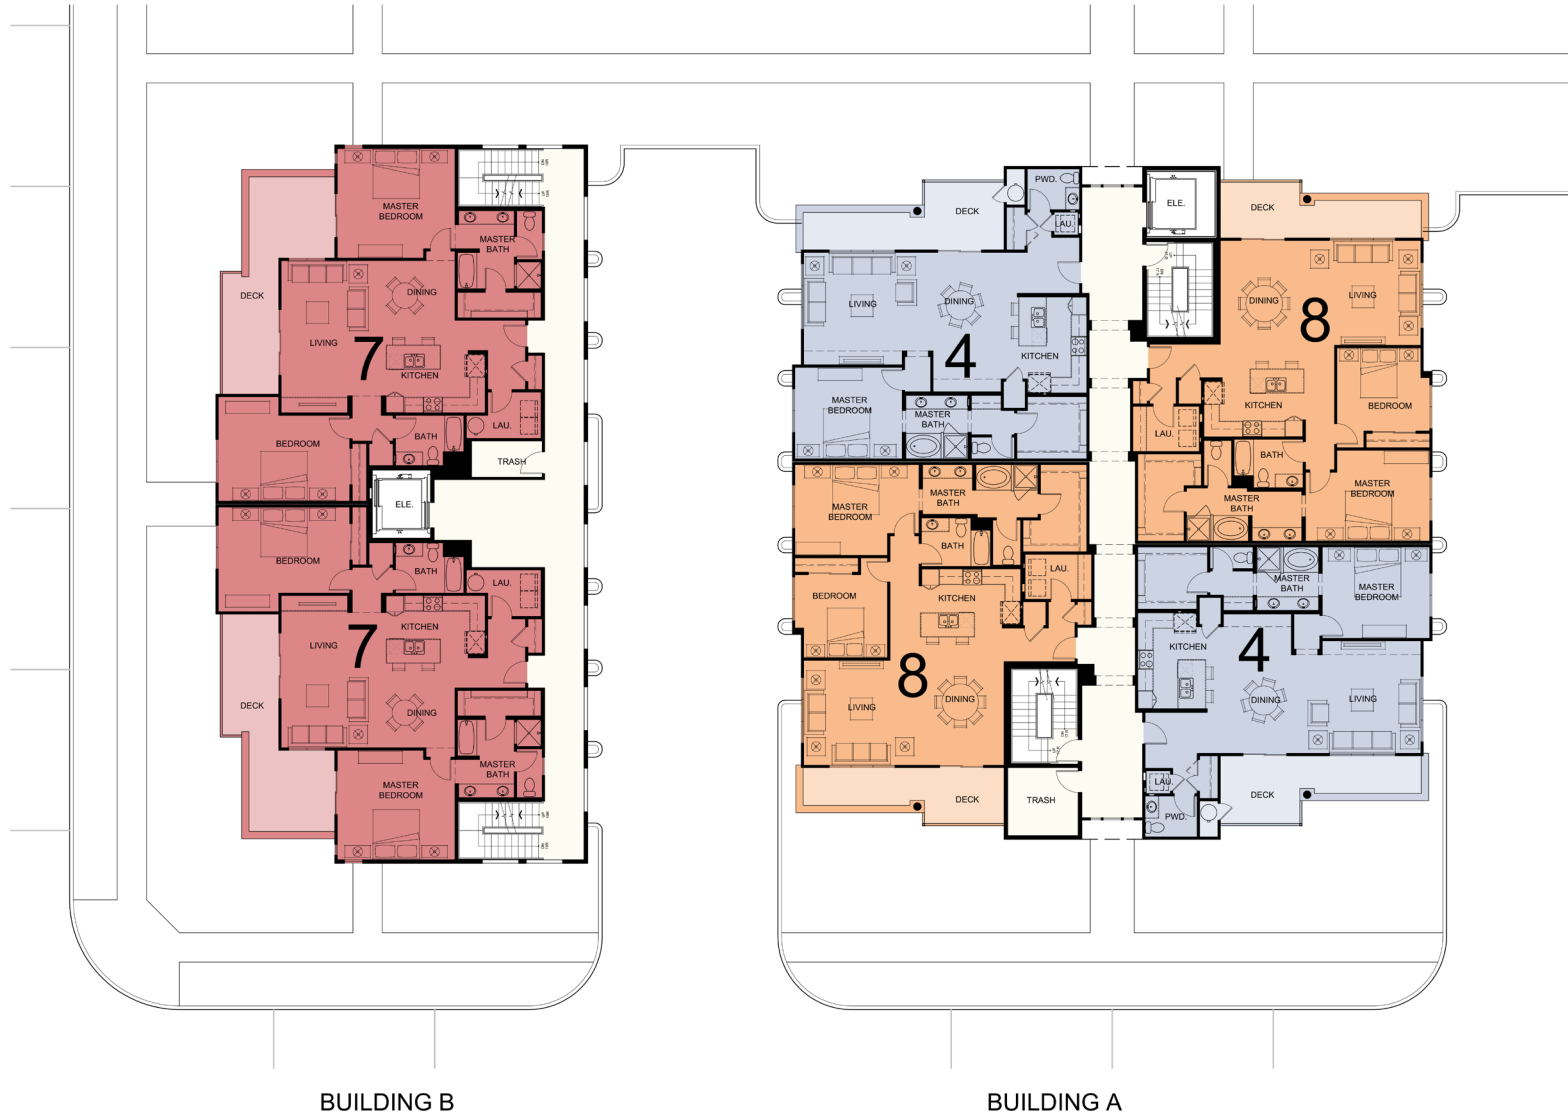 MASTER
BEDROOM
MASTER
BATH
DECK
DINING
LIVING
7
KITCHEN
LAU.
BATH
BEDROOM
TRASH
ELE.
BEDROOM
BATH
LAU.
KITCHEN
LIVING
7
DECK
DINING
MASTER
BATH
MASTER
BEDROOM
BUILDING B
PWD.
DECK
LAU.
LIVING
DINING
4
KITCHEN
MASTER
BEDROOM
MASTER
BATH
ELE.
DECK
DINING
LIVING
8
KITCHEN
BEDROOM
LAU.
BATH
MASTER
BEDROOM
MASTER
BATH
MASTER
BEDROOM
MASTER
BATH
BATH
LAU.
BEDROOM
KITCHEN
8
LIVING
DINING
DECK
TRASH
MASTER
BATH
MASTER
BEDROOM
KITCHEN
4
DINING
LIVING
LAU.
DECK
PWD.
BUILDING A